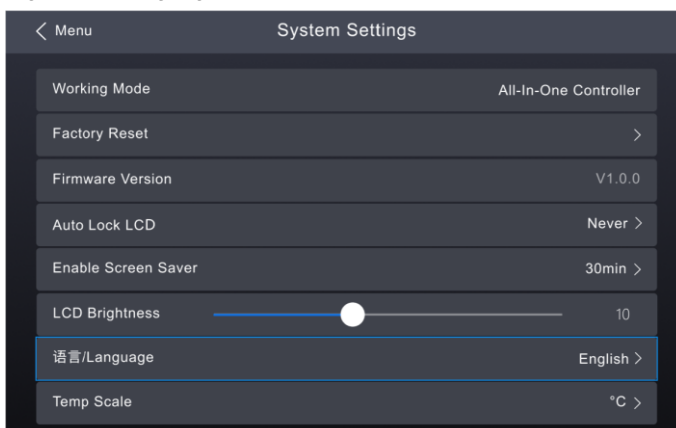 Menu System Settings
Working Mode All-In-One Controller
Factory Reset
Firmware Version V1.0.0
Auto Lock LCD Never
Enable Screen Saver 30min
LCD Brightness 10
语言/Language English
Temp Scale °C